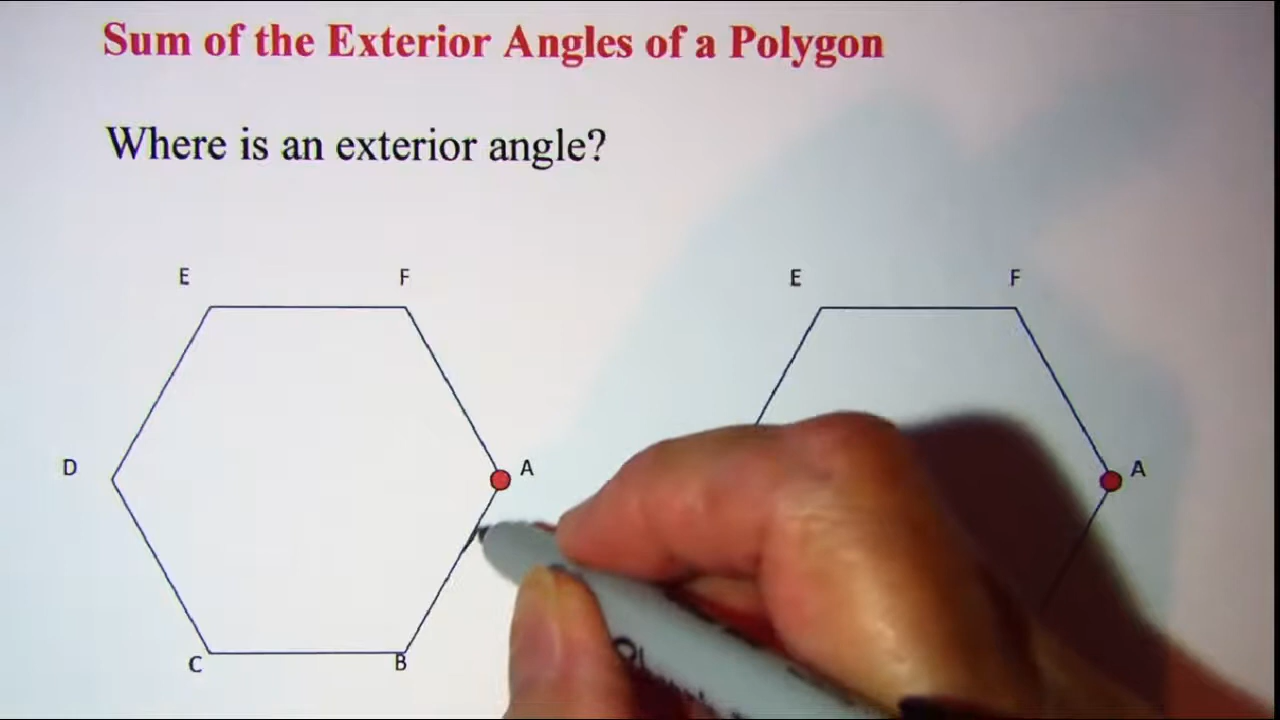 Sum of the Exterior Angles of a Polygon
Where is an exterior angle?
E F
E F
D A
A
C B